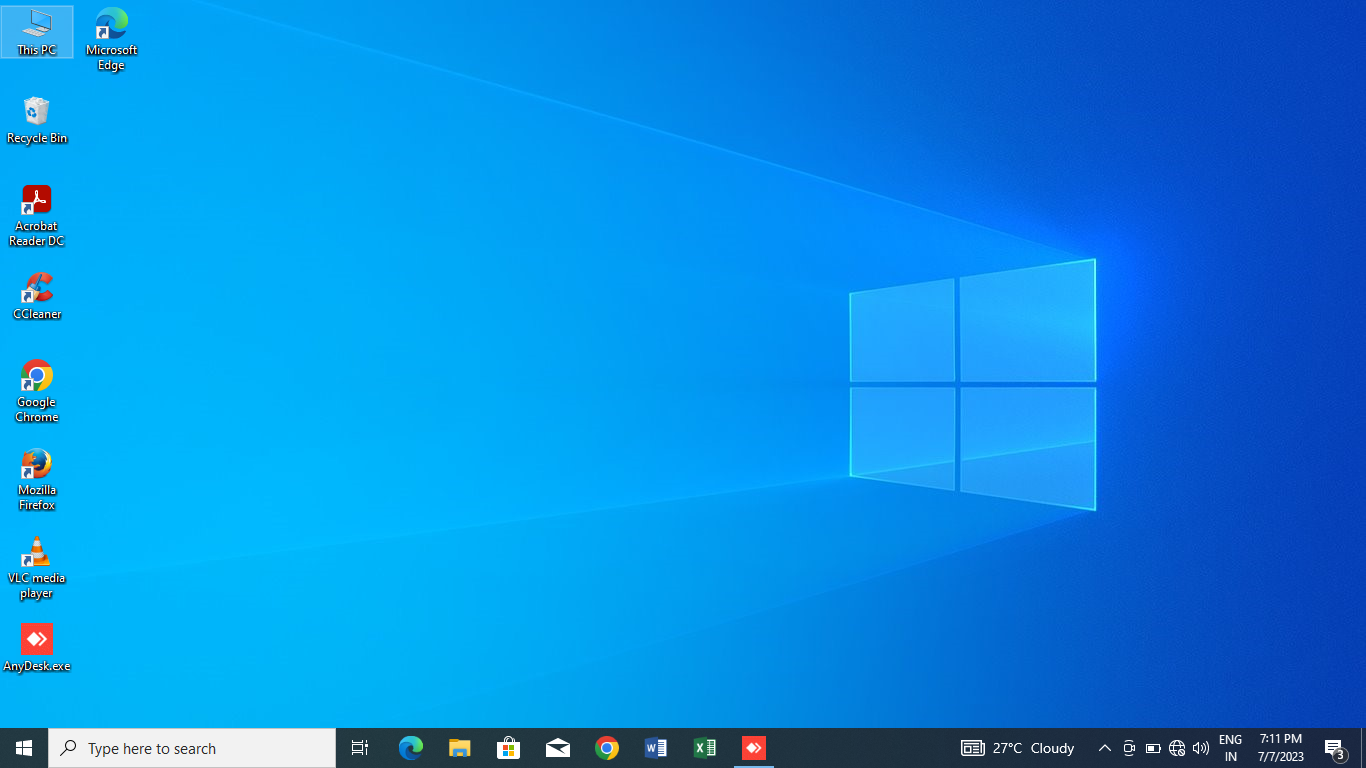 This PC
Microsoft
Edge
Recycle Bin
Acrobat
Reader DC
CCleaner
Google
Chrome
Mozilla
Firefox
VLC media
player
AnyDesk.exe
Type here to search
27°C Cloudy
ENG
IN
7:11 PM
7/7/2023
3